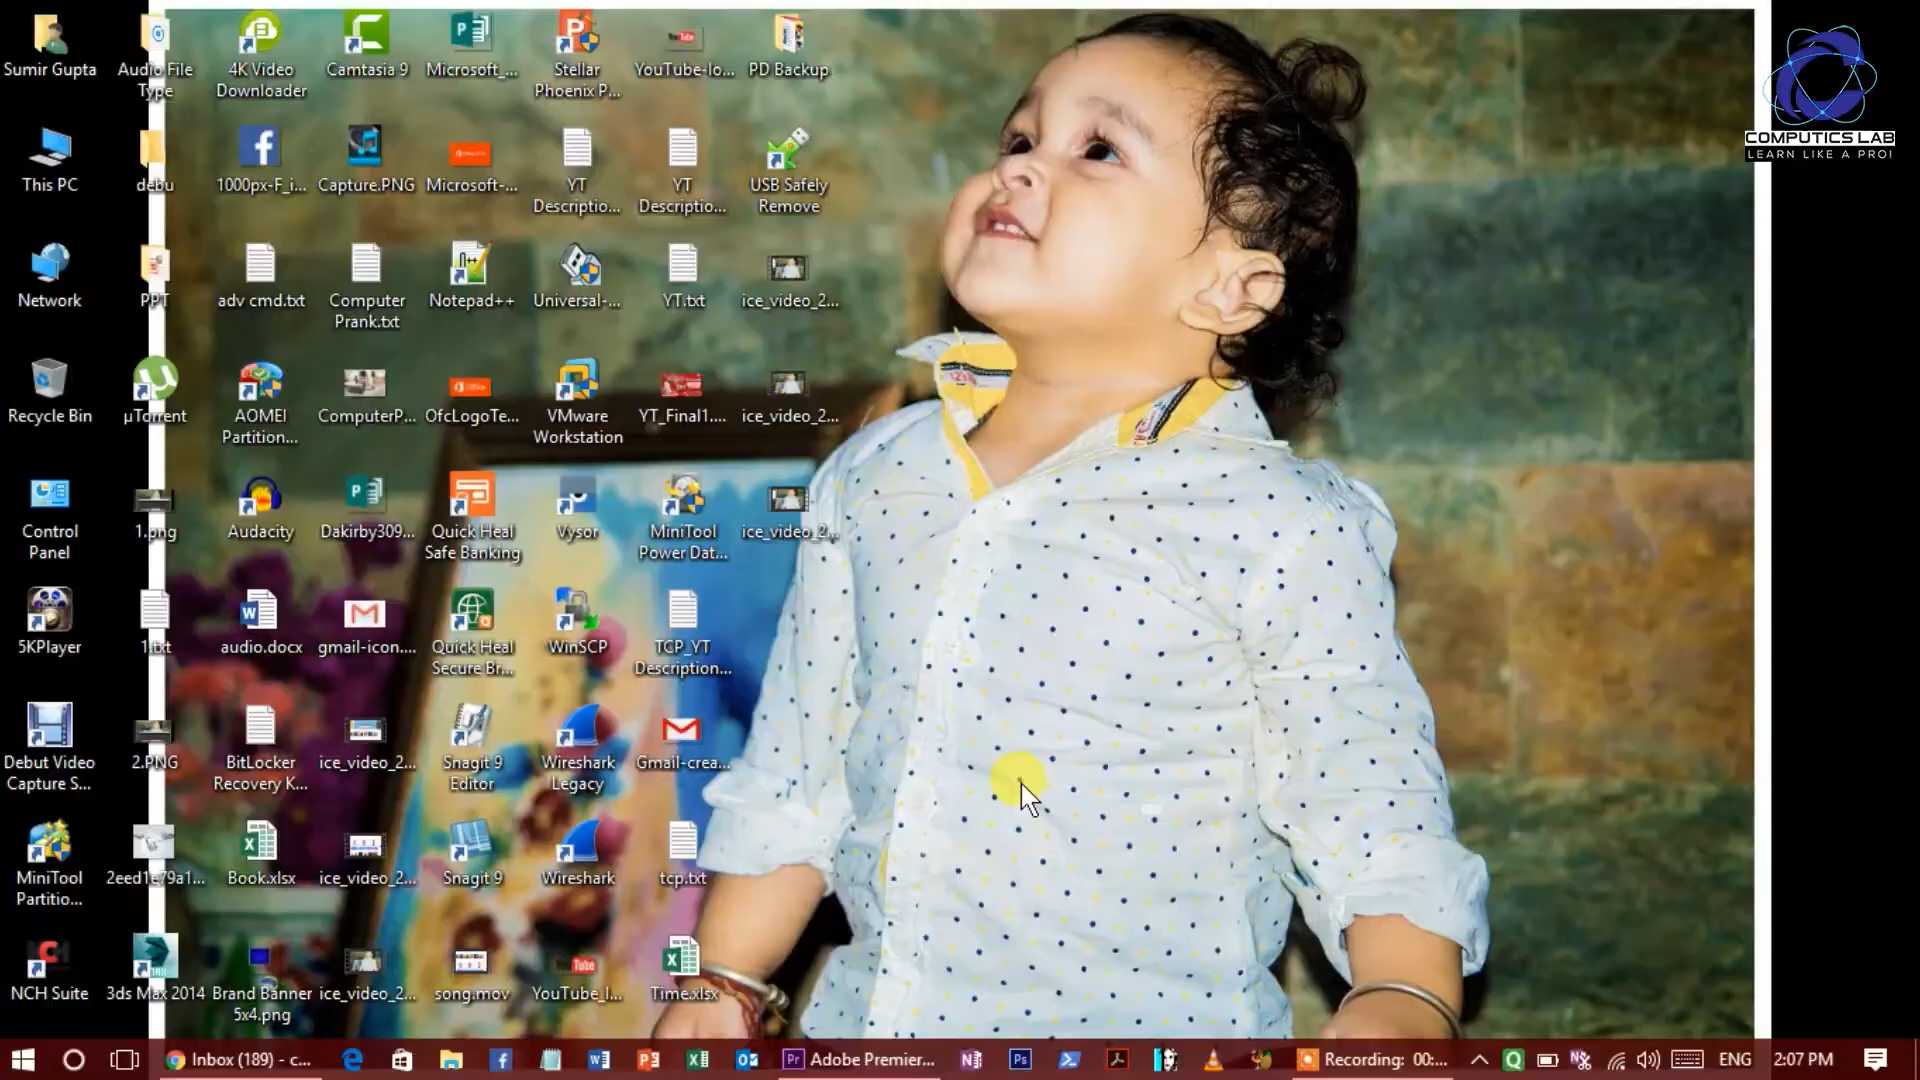 COMPUTICS LAB
LEARN LIKE A PRO!
Sumir Gupta
Audio File
Type
4K Video
Downloader
Camtasia 9
Microsoft_...
Stellar
Phoenix P...
YouTube-lo...
PD Backup
This PC
debu
1000px-F_i...
Capture.PNG
Microsoft-...
YT
Descriptio...
YT
Descriptio...
USB Safely
Remove
Network
PPT
adv cmd.txt
Computer
Prank.txt
Notepad++
Universal-...
YT.txt
ice_video_2...
Recycle Bin
µTorrent
AOMEI
Partition...
ComputerP...
OfcLogoTe...
VMware
Workstation
YT_Final1....
ice_video_2...
Control
Panel
1.png
Audacity
Dakirby309...
Quick Heal
Safe Banking
Vysor
MiniTool
Power Dat...
ice_video_2...
5KPlayer
1.txt
audio.docx
gmail-icon....
Quick Heal
Secure Br...
WinSCP
TCP_YT
Description...
Debut Video
Capture S...
2.PNG
BitLocker
Recovery K...
ice_video_2...
Snagit 9
Editor
Wireshark
Legacy
Gmail-crea...
MiniTool
Partitio...
2eed1e79a1...
Book.xlsx
ice_video_2...
Snagit 9
Wireshark
tcp.txt
NCH Suite
3ds Max 2014
Brand Banner
5x4.png
ice_video_2...
song.mov
YouTube_l...
Time.xlsx
Inbox (189) - c...
Adobe Premier...
Recording: 00:...
ENG
2:07 PM